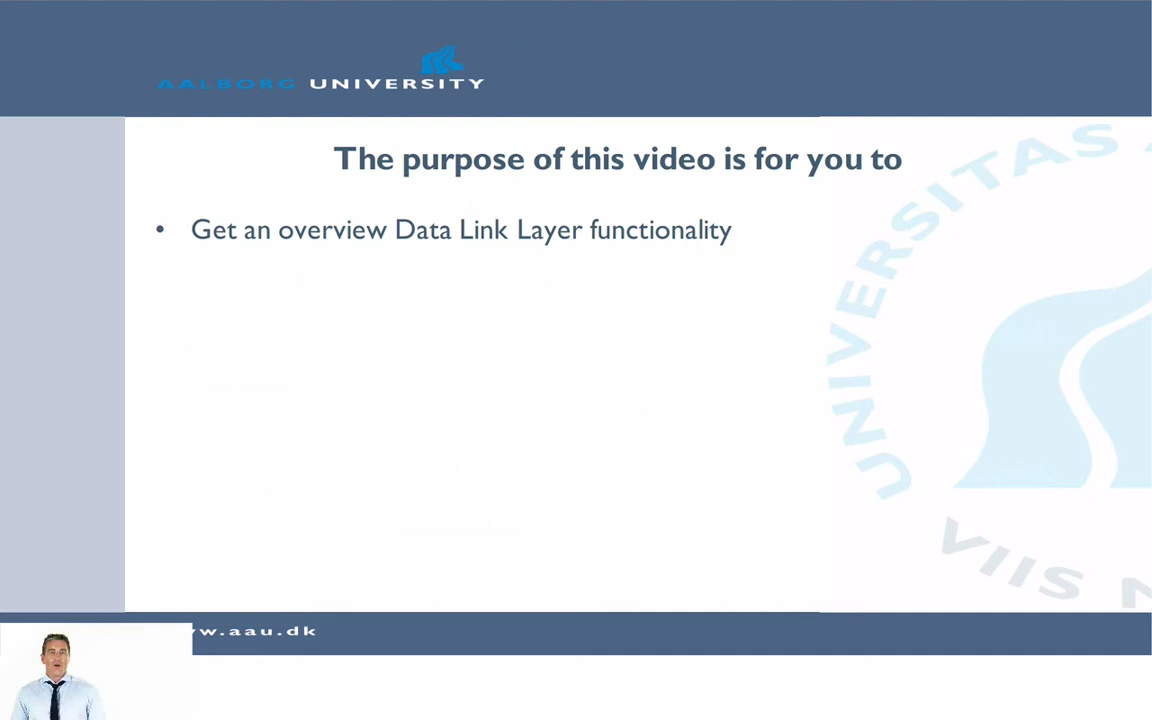 AALBORG UNIVERSITY
The purpose of this video is for you to
• Get an overview Data Link Layer functionality
UNIVERSITAS A
VIIS N
w.aau.dk